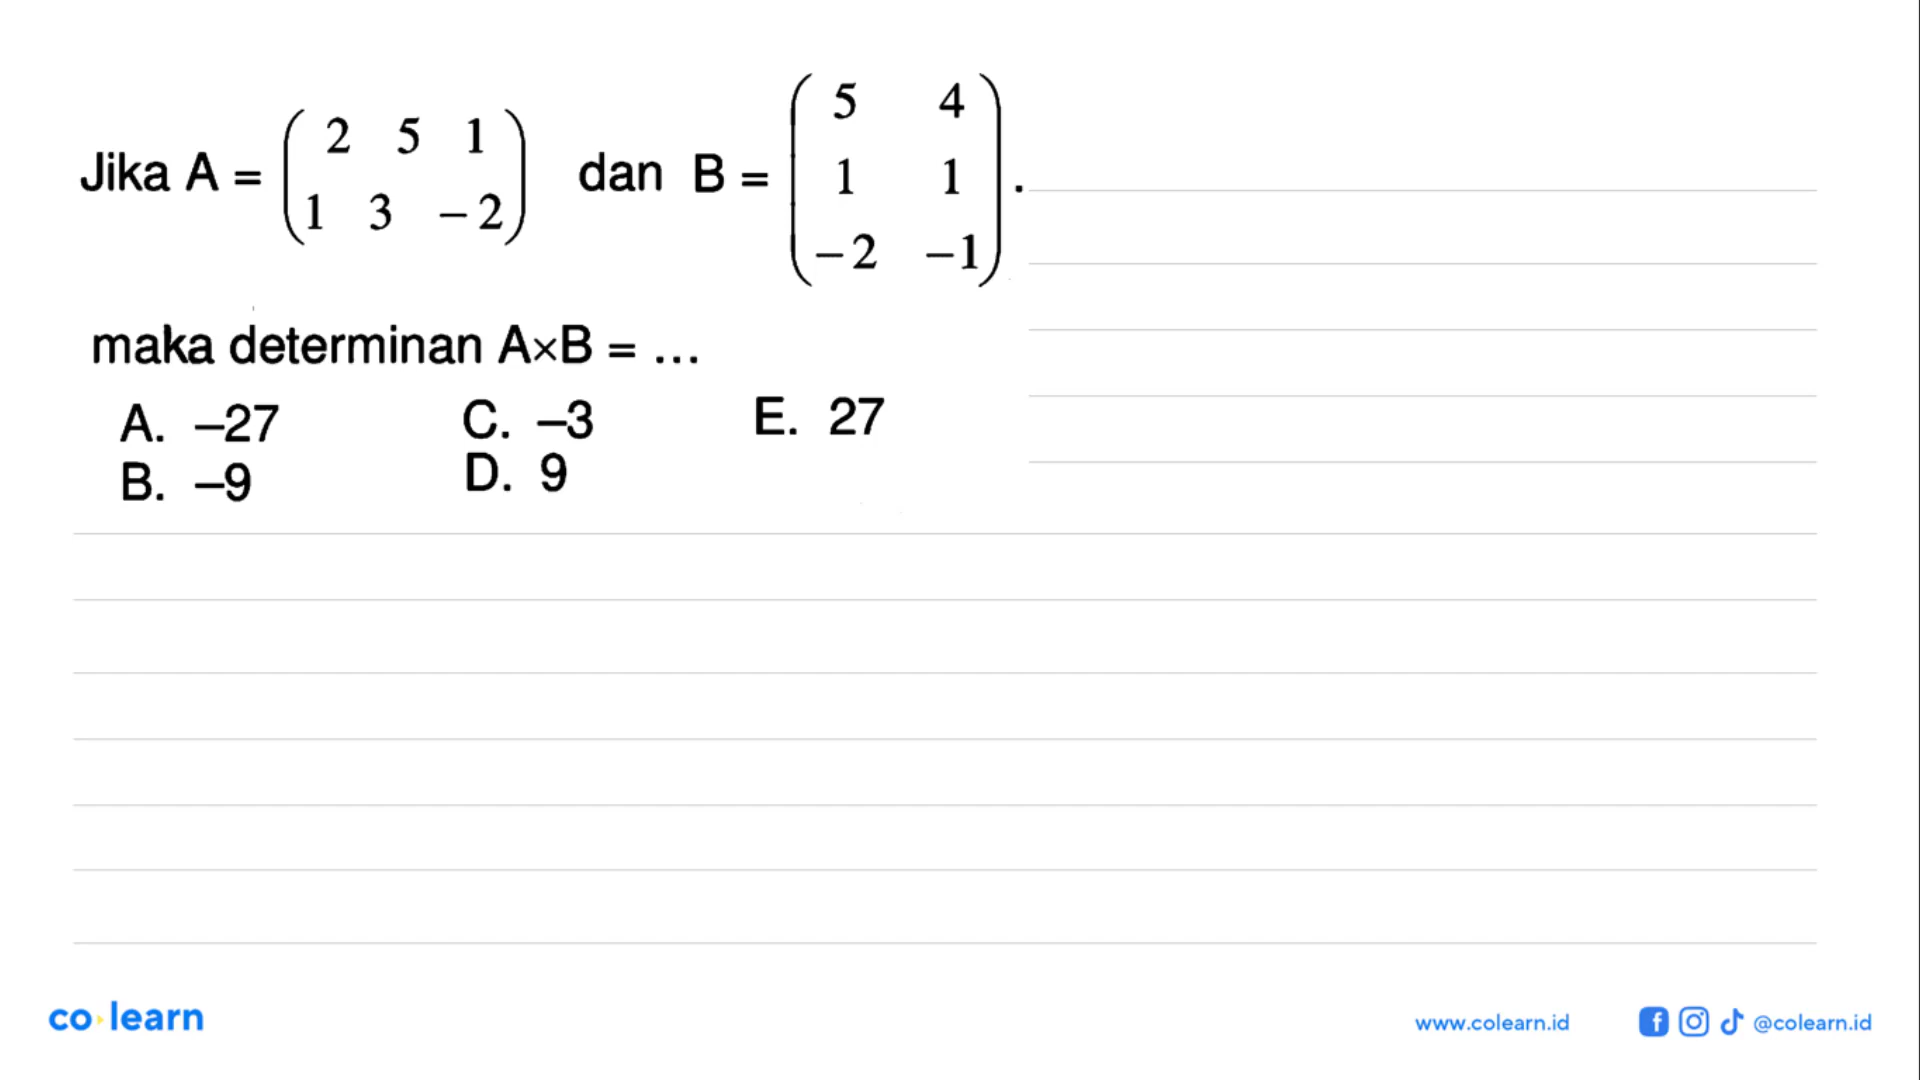 Jika A = ( 2 5 1 ; 1 3 −2 ) dan B = ( 5 4 ; 1 1 ; −2 −1 ).
maka determinan A×B = ...
A. –27 C. –3 E. 27
B. –9 D. 9
co learn www.colearn.id @colearn.id